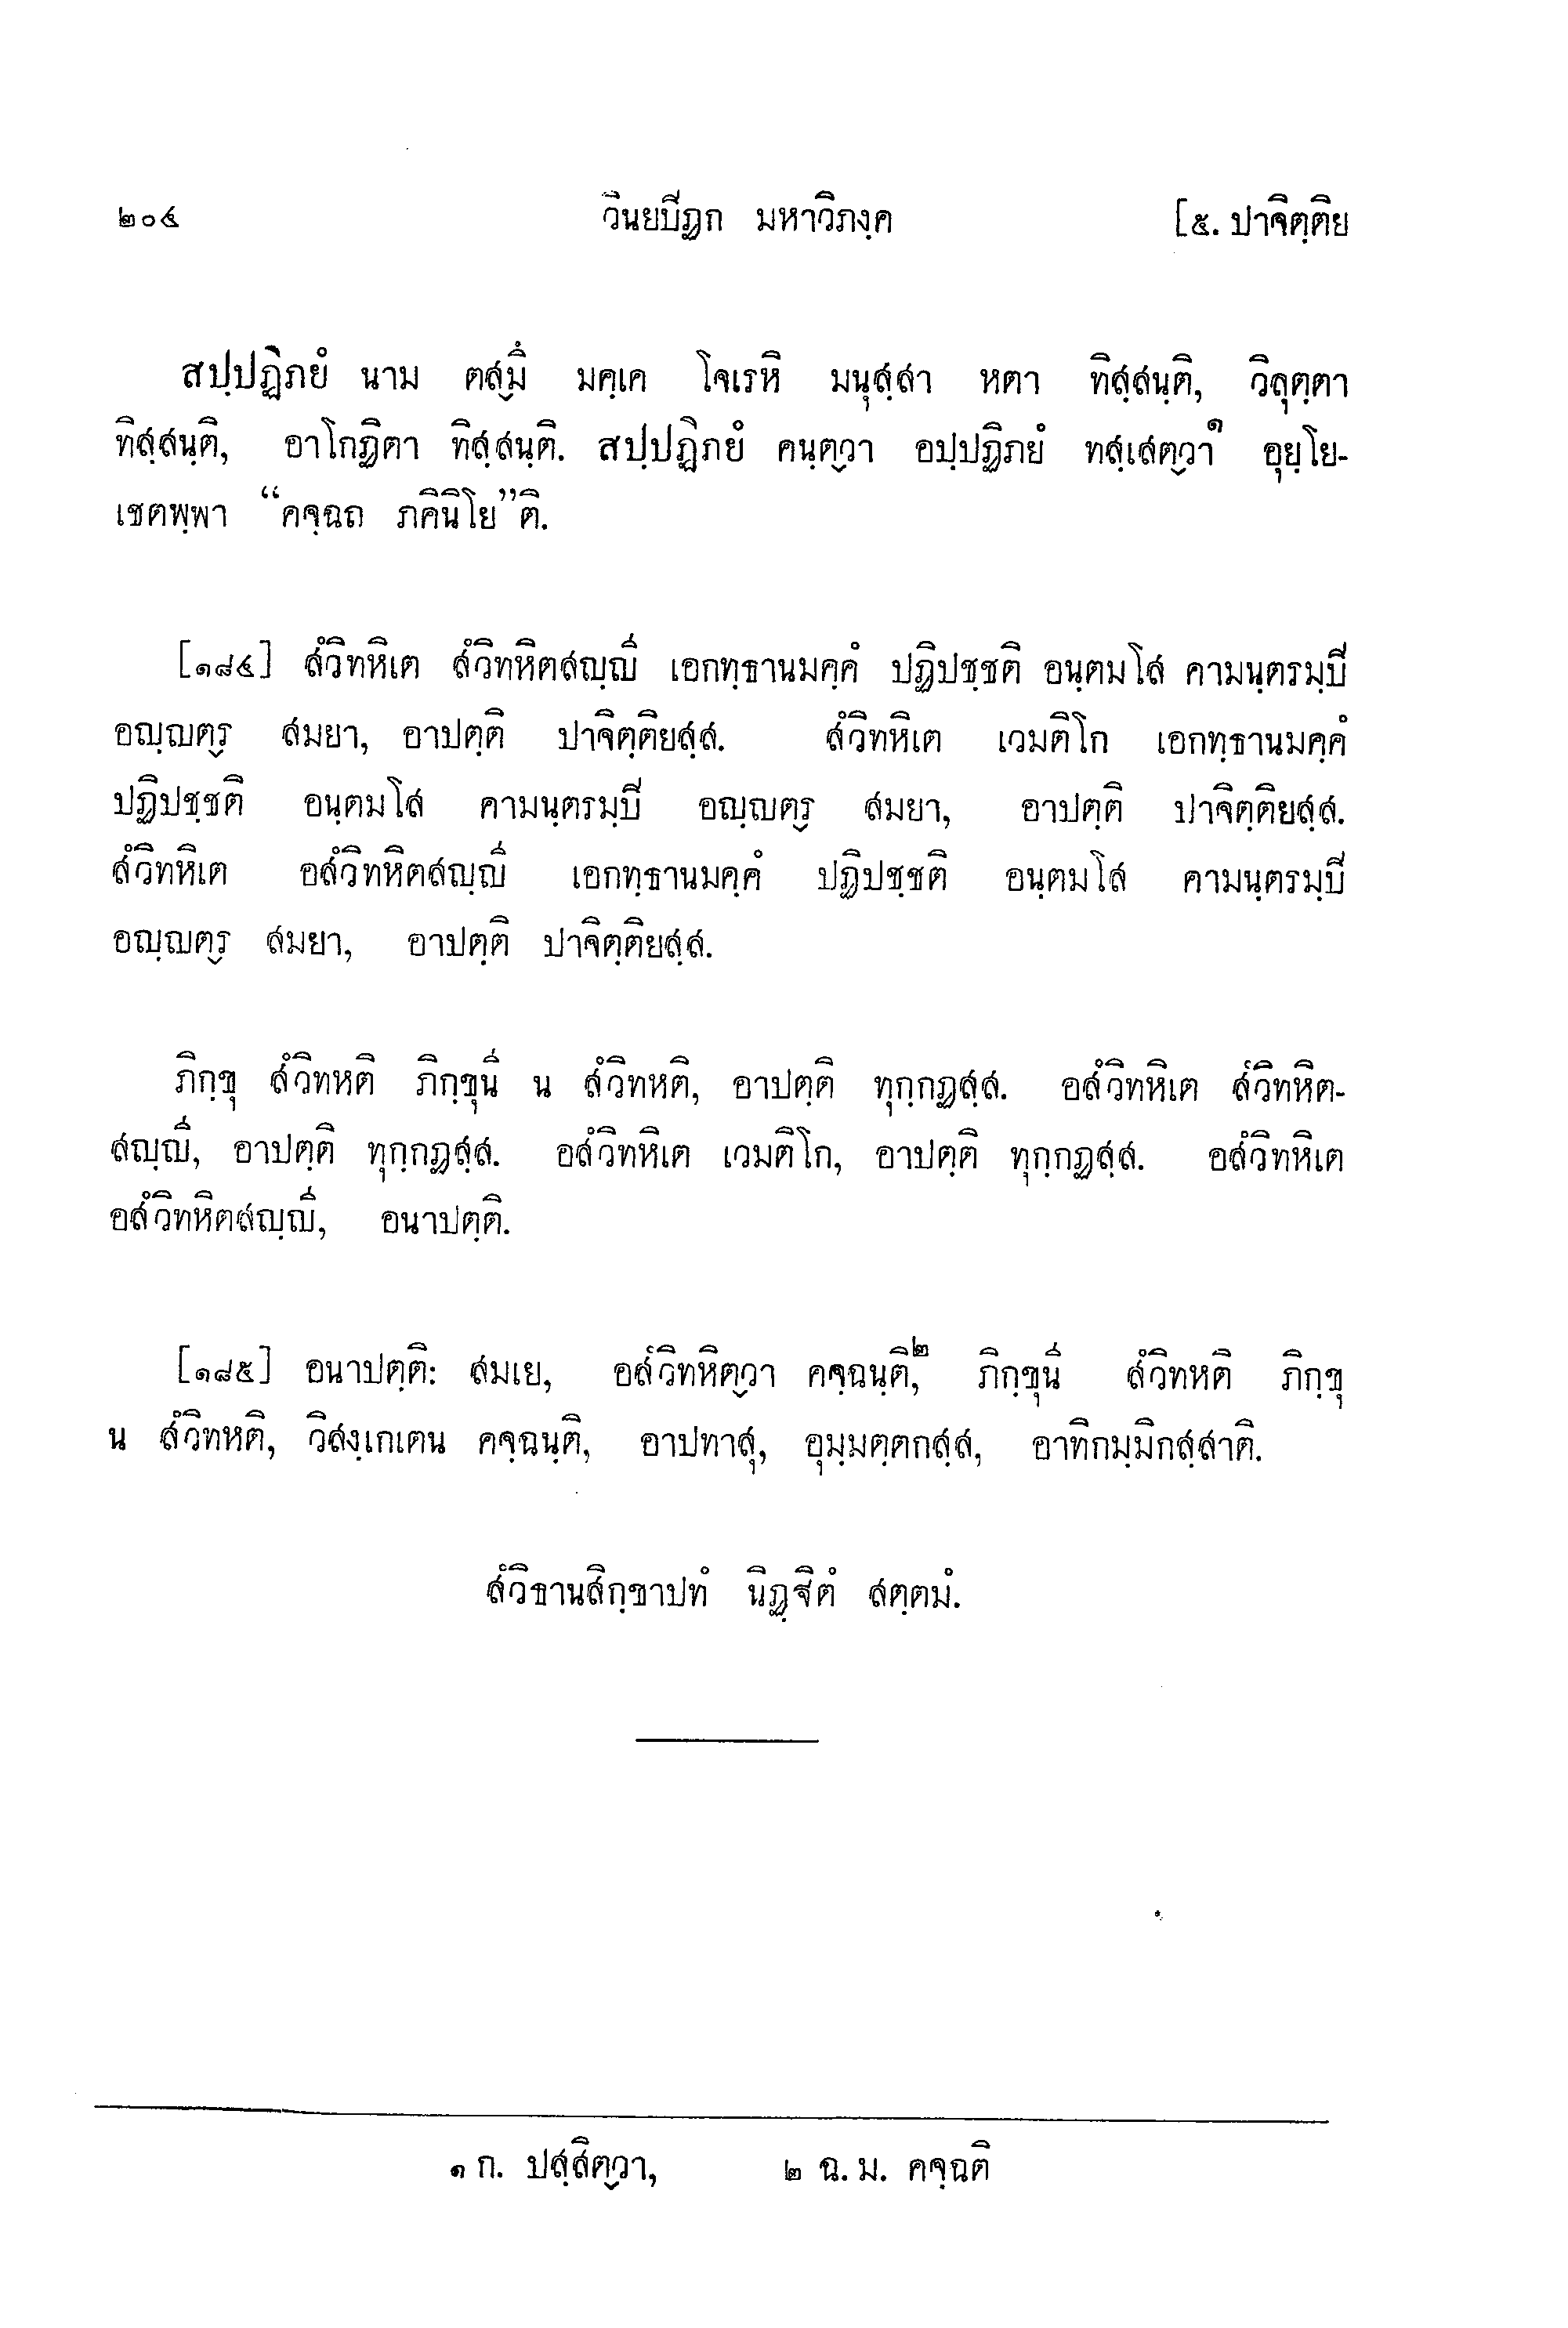 ๒๐๔ วินยปิฏก มหาวิภงฺค [๕. ปาจิตฺติย
สปฺปฏิภยํ นาม ตสฺมึ มคฺเค โจเรหิ มนุสฺสา หตา ทิสฺสนฺติ, วิลุตฺตา
ทิสฺสนฺติ, อาโกฏิตา ทิสฺสนฺติ. สปฺปฏิภยํ คนฺตฺวา อปฺปฏิภยํ ทสฺเสตฺวา๑ อุยฺโย-
เชตพฺพา “คจฺฉถ ภคินิโย”ติ.
[๑๘๔] สํวิทหิเต สํวิทหิตสญฺญี เอกทฺธานมคฺคํ ปฏิปชฺชติ อนฺตมโส คามนฺตรมฺปิ
อญฺญตฺร สมยา, อาปตฺติ ปาจิตฺติยสฺส. สํวิทหิเต เวมติโก เอกทฺธานมคฺคํ
ปฏิปชฺชติ อนฺตมโส คามนฺตรมฺปิ อญฺญตฺร สมยา, อาปตฺติ ปาจิตฺติยสฺส.
สํวิทหิเต อสํวิทหิตสญฺญี เอกทฺธานมคฺคํ ปฏิปชฺชติ อนฺตมโส คามนฺตรมฺปิ
อญฺญตฺร สมยา, อาปตฺติ ปาจิตฺติยสฺส.
ภิกฺขุ สํวิทหติ ภิกฺขุนี น สํวิทหติ, อาปตฺติ ทุกฺกฏสฺส. อสํวิทหิเต สํวิทหิต-
สญฺญี, อาปตฺติ ทุกฺกฏสฺส. อสํวิทหิเต เวมติโก, อาปตฺติ ทุกฺกฏสฺส. อสํวิทหิเต
อสํวิทหิตสญฺญี, อนาปตฺติ.
[๑๘๕] อนาปตฺติ: สมเย, อสํวิทหิตฺวา คจฺฉนฺติ,๒ ภิกฺขุนี สํวิทหติ ภิกฺขุ
น สํวิทหติ, วิสงฺเกเตน คจฺฉนฺติ, อาปทาสุ, อุมฺมตฺตกสฺส, อาทิกมฺมิกสฺสาติ.
สํวิธานสิกฺขาปทํ นิฏฺฐิตํ สตฺตมํ.
๑ ก. ปสฺสิตฺวา, ๒ ฉ. ม. คจฺฉติ